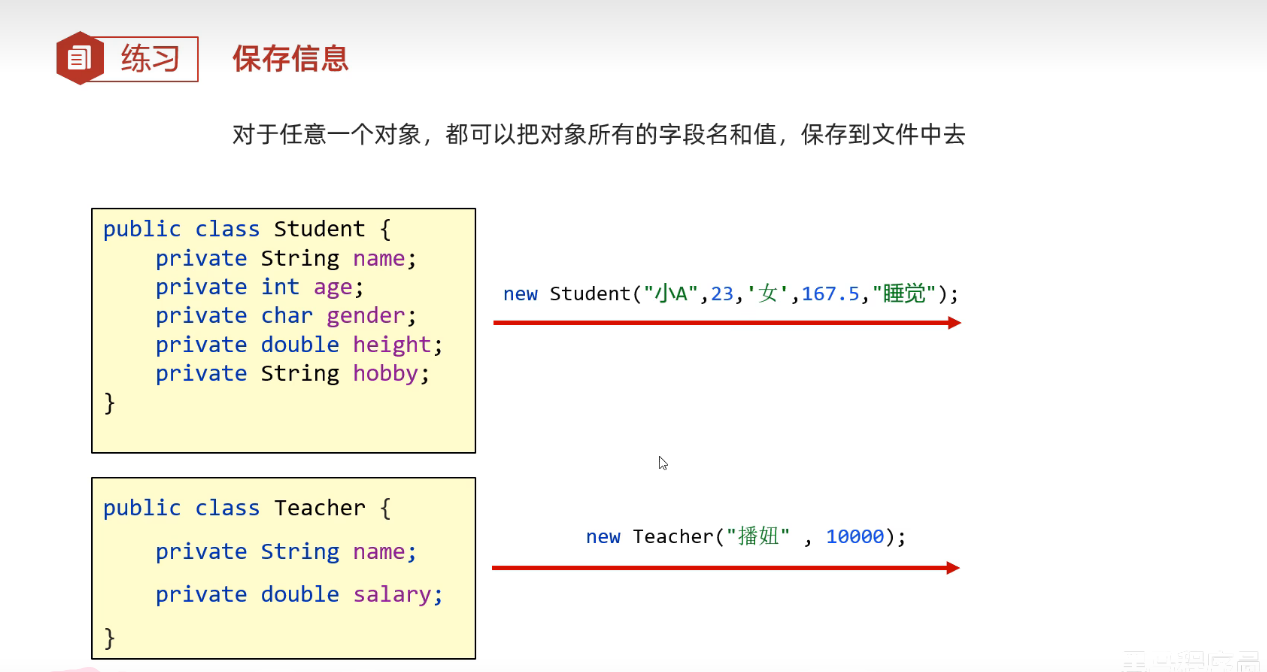 练习 保存信息
对于任意一个对象，都可以把对象所有的字段名和值，保存到文件中去
public class Student {
    private String name;
    private int age;
    private char gender;
    private double height;
    private String hobby;
}
new Student("小A",23,'女',167.5,"睡觉");
public class Teacher {
    private String name;
    private double salary;
}
new Teacher("播妞" , 10000);